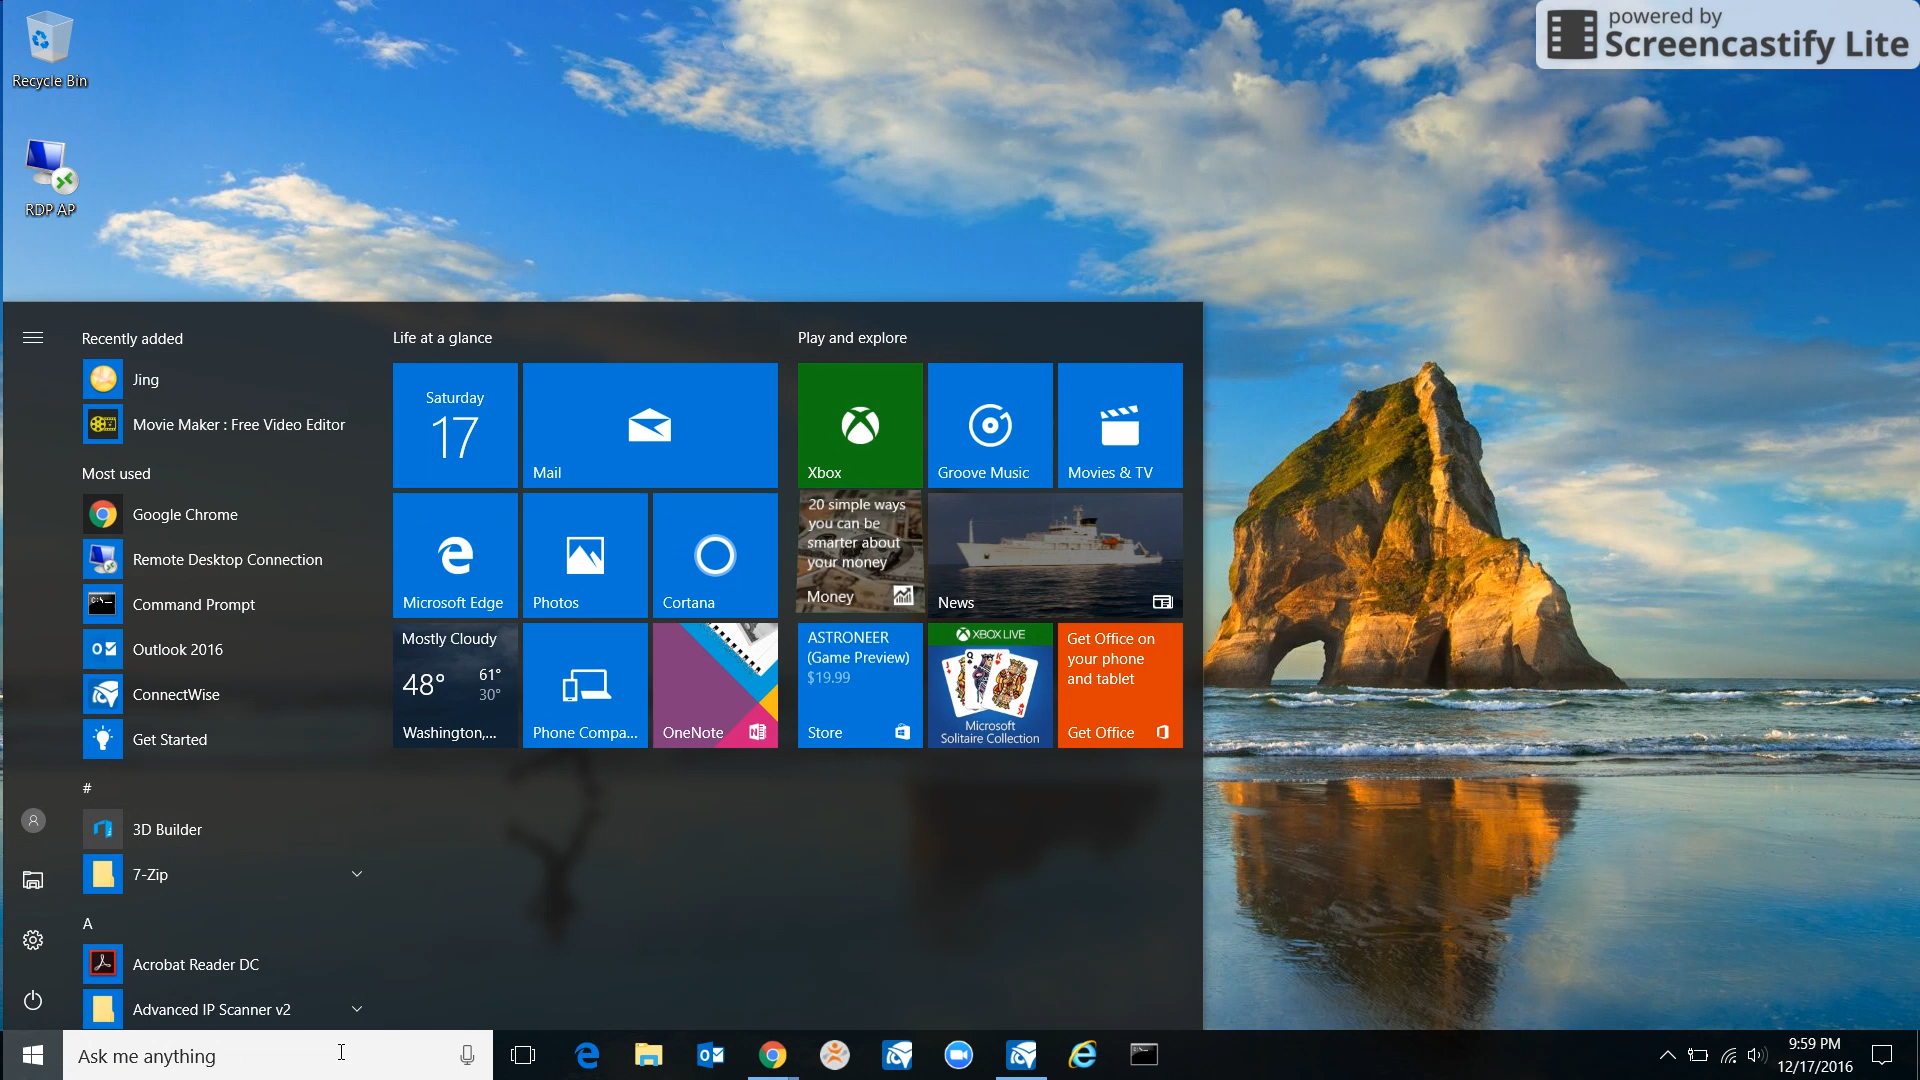 Recycle Bin
RDP AP
powered by
Screencastify Lite
Recently added
Jing
Movie Maker : Free Video Editor
Most used
Google Chrome
Remote Desktop Connection
Command Prompt
Outlook 2016
ConnectWise
Get Started
#
3D Builder
7-Zip
A
Acrobat Reader DC
Advanced IP Scanner v2
Life at a glance
Saturday
17
Mail
Microsoft Edge
Photos
Cortana
Mostly Cloudy
48°
61°
30°
Washington,...
Phone Compa...
OneNote
Play and explore
Xbox
Groove Music
Movies & TV
20 simple ways
you can be
smarter about
your money
Money
News
ASTRONEER
(Game Preview)
$19.99
Store
XBOX LIVE
Microsoft
Solitaire Collection
Get Office on
your phone
and tablet
Get Office
Ask me anything
9:59 PM
12/17/2016